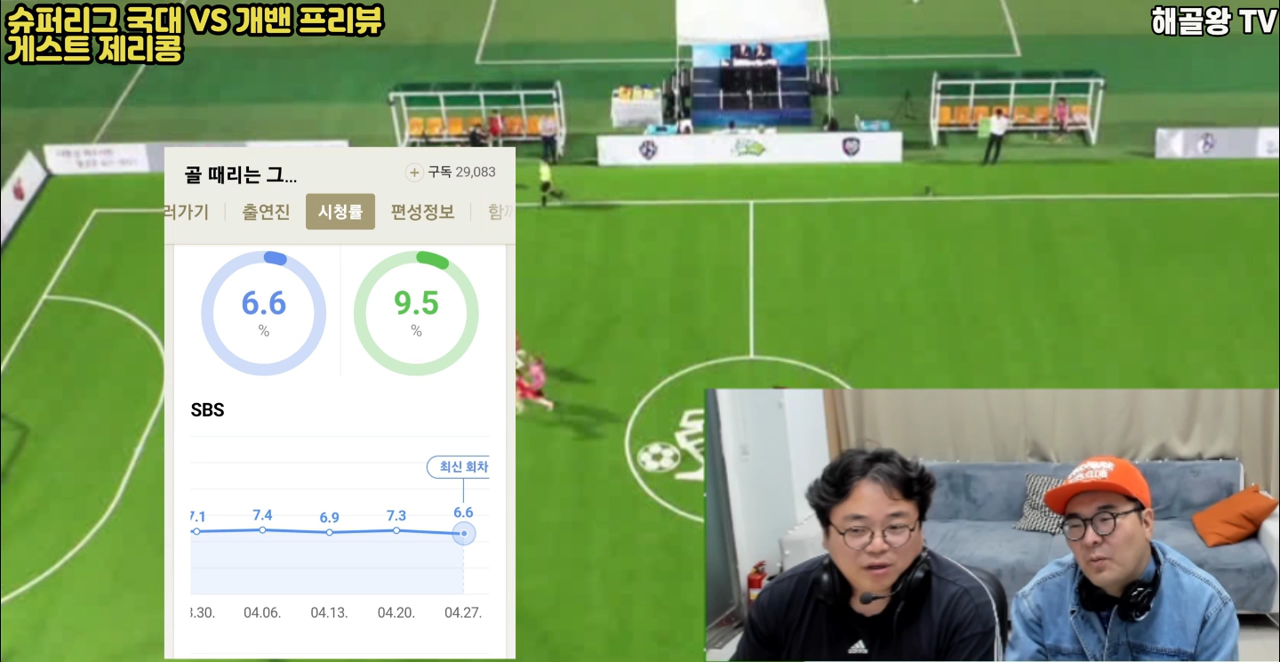 슈퍼리그 국대 VS 개밴 프리뷰
게스트 제리콩
해골왕 TV
골 때리는 그...
+ 구독 29,083
러가기
출연진
시청률
편성정보
6.6
%
9.5
%
SBS
최신 회차
7.1
7.4
6.9
7.3
6.6
3.30.
04.06.
04.13.
04.20.
04.27.
adidas